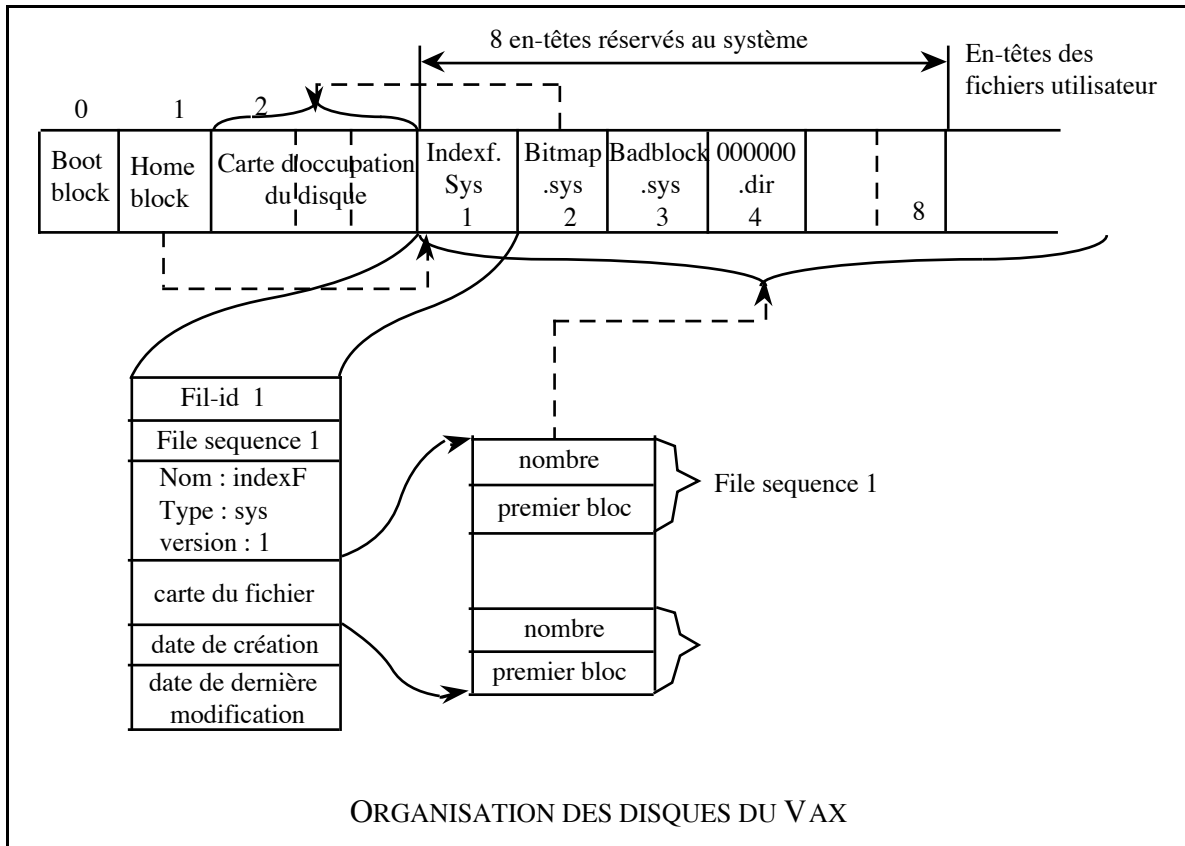 8 en-têtes réservés au système
En-têtes des
fichiers utilisateur
0
1
2
Boot
block
Home
block
Carte d'occupation
du disque
Indexf.
Sys
1
Bitmap
.sys
2
Badblock
.sys
3
000000
.dir
4
8
Fil-id 1
File sequence 1
Nom : indexF
Type : sys
version : 1
carte du fichier
date de création
date de dernière
modification
nombre
premier bloc
File sequence 1
nombre
premier bloc
ORGANISATION DES DISQUES DU VAX